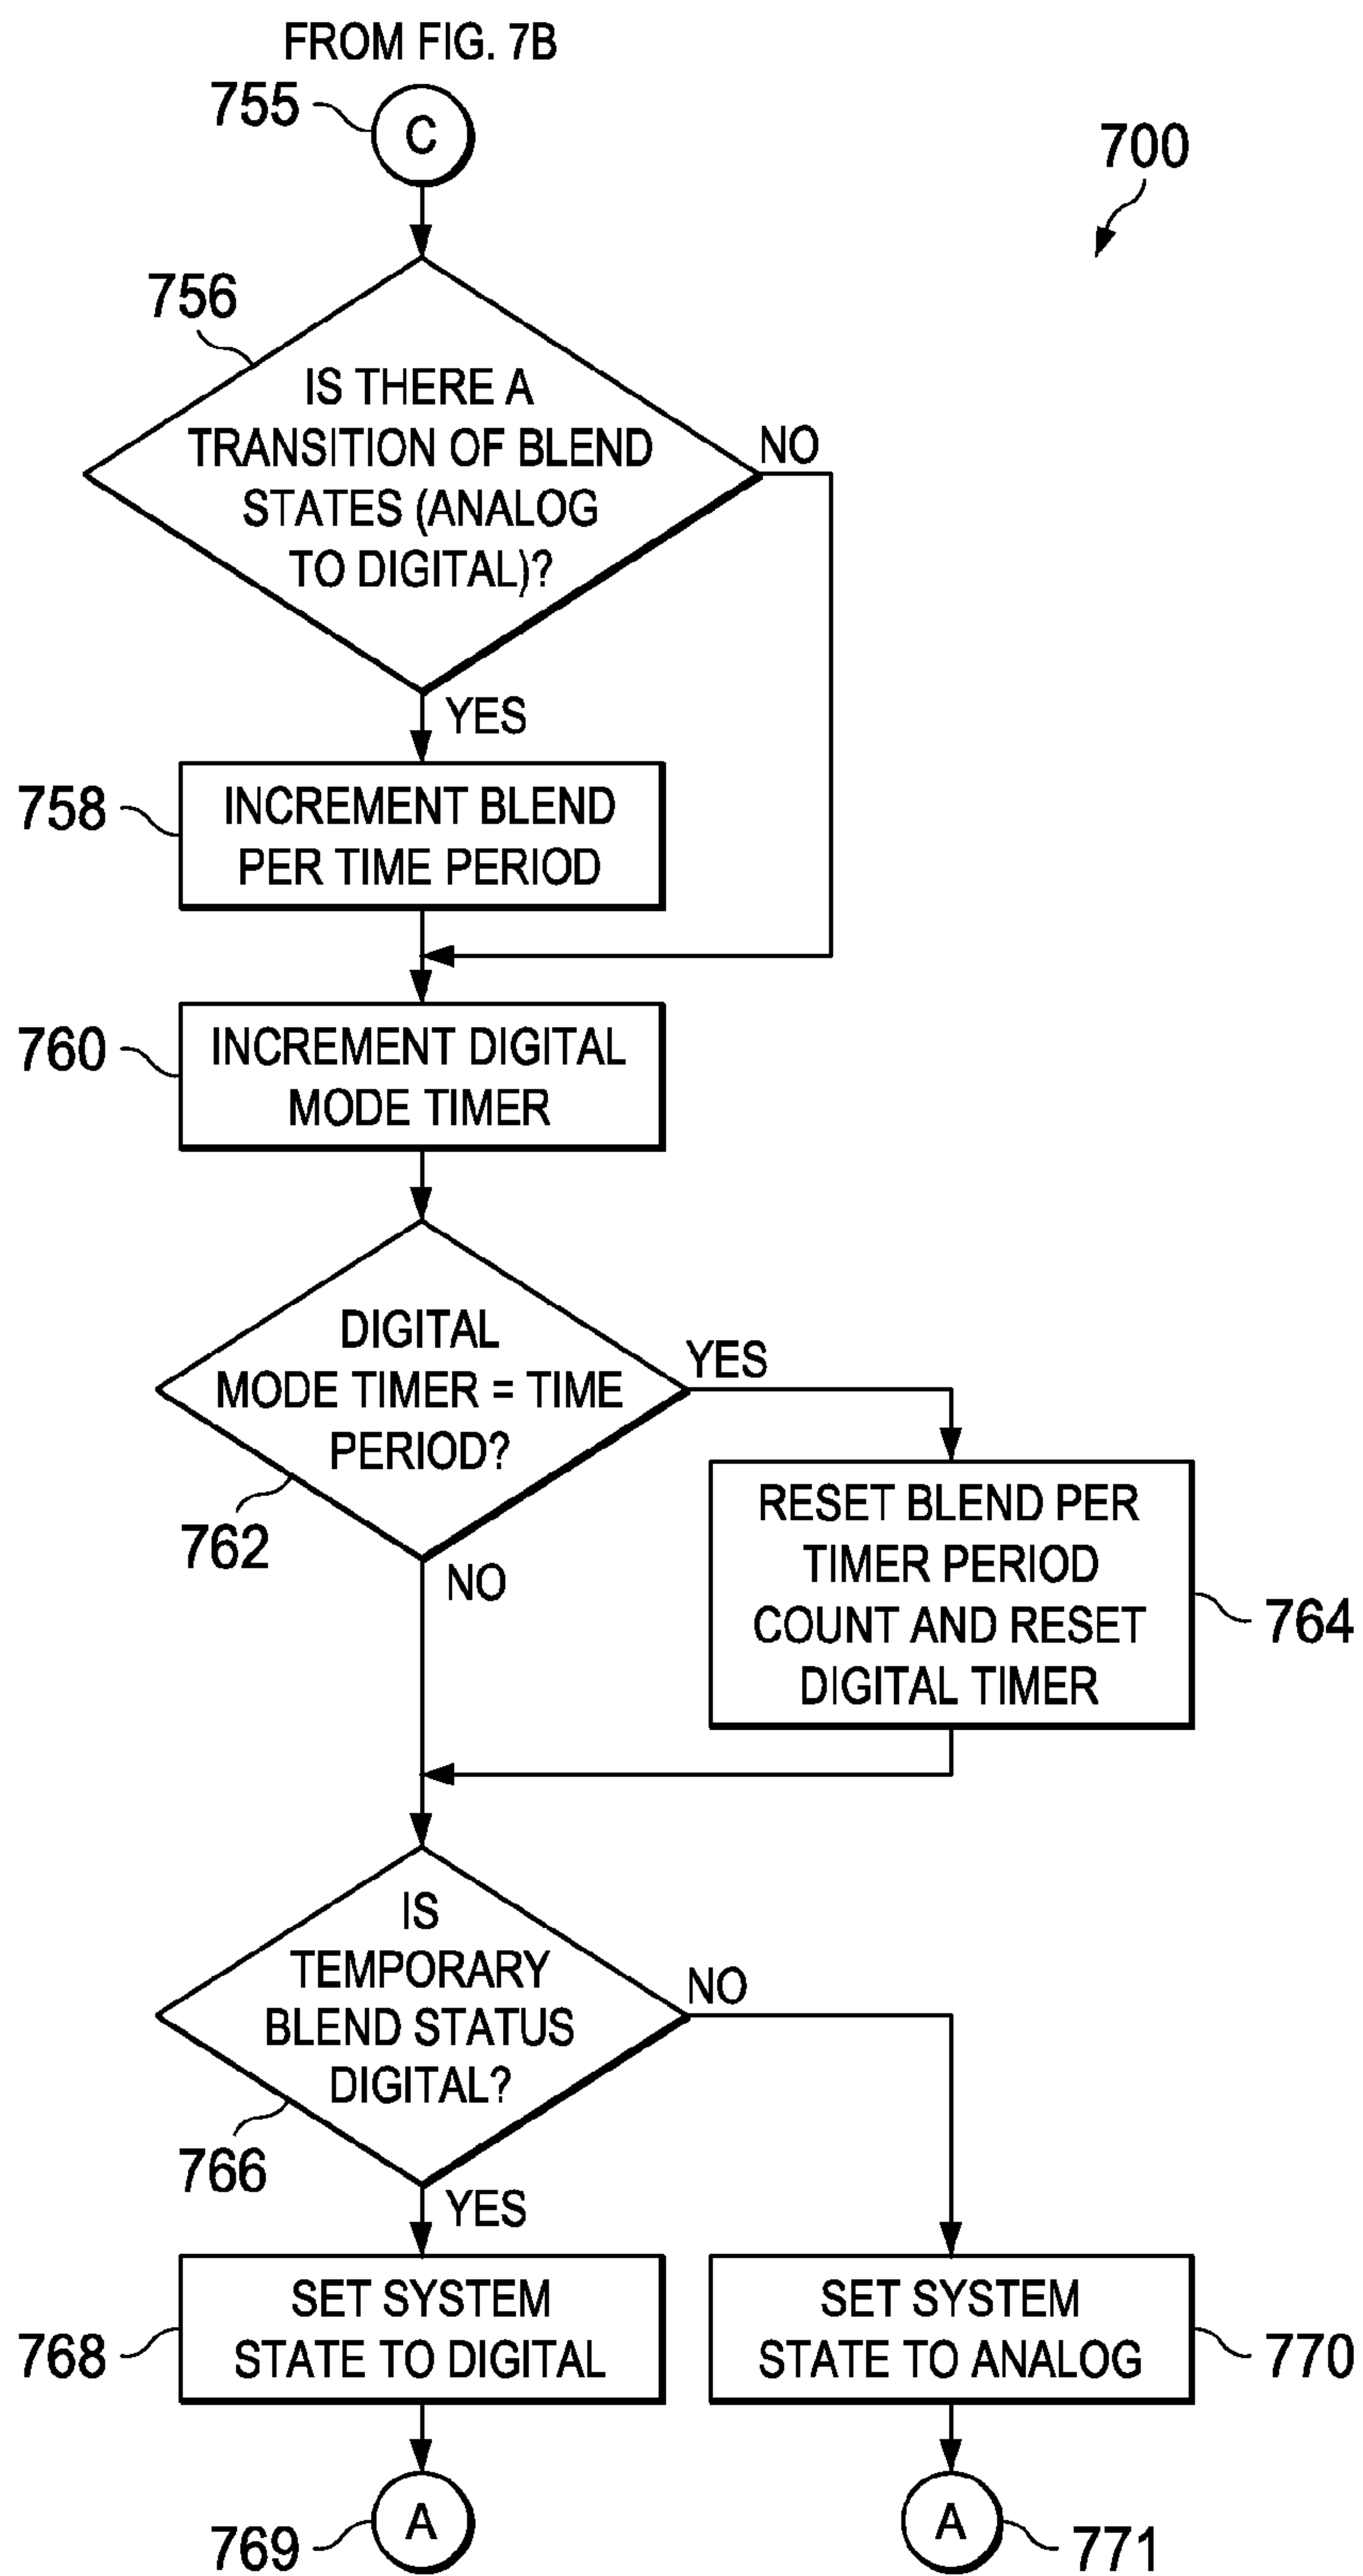 FROM FIG. 7B
755
C
700
756
IS THERE A
TRANSITION OF BLEND
STATES (ANALOG
TO DIGITAL)?
NO
YES
758
INCREMENT BLEND
PER TIME PERIOD
760
INCREMENT DIGITAL
MODE TIMER
DIGITAL
MODE TIMER = TIME
PERIOD?
YES
762
NO
RESET BLEND PER
TIMER PERIOD
COUNT AND RESET
DIGITAL TIMER
764
IS
TEMPORARY
BLEND STATUS
DIGITAL?
NO
766
YES
768
SET SYSTEM
STATE TO DIGITAL
SET SYSTEM
STATE TO ANALOG
770
769
A
A
771